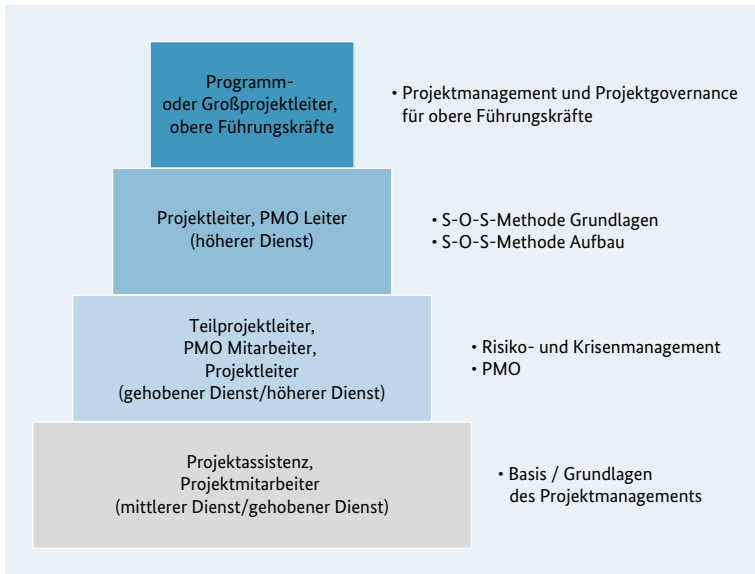 Programm-
oder Großprojektleiter,
obere Führungskräfte
• Projektmanagement und Projektgovernance
für obere Führungskräfte
Projektleiter, PMO Leiter
(höherer Dienst)
• S-O-S-Methode Grundlagen
• S-O-S-Methode Aufbau
Teilprojektleiter,
PMO Mitarbeiter,
Projektleiter
(gehobener Dienst/höherer Dienst)
• Risiko- und Krisenmanagement
• PMO
Projektassistenz,
Projektmitarbeiter
(mittlerer Dienst/gehobener Dienst)
• Basis / Grundlagen
des Projektmanagements